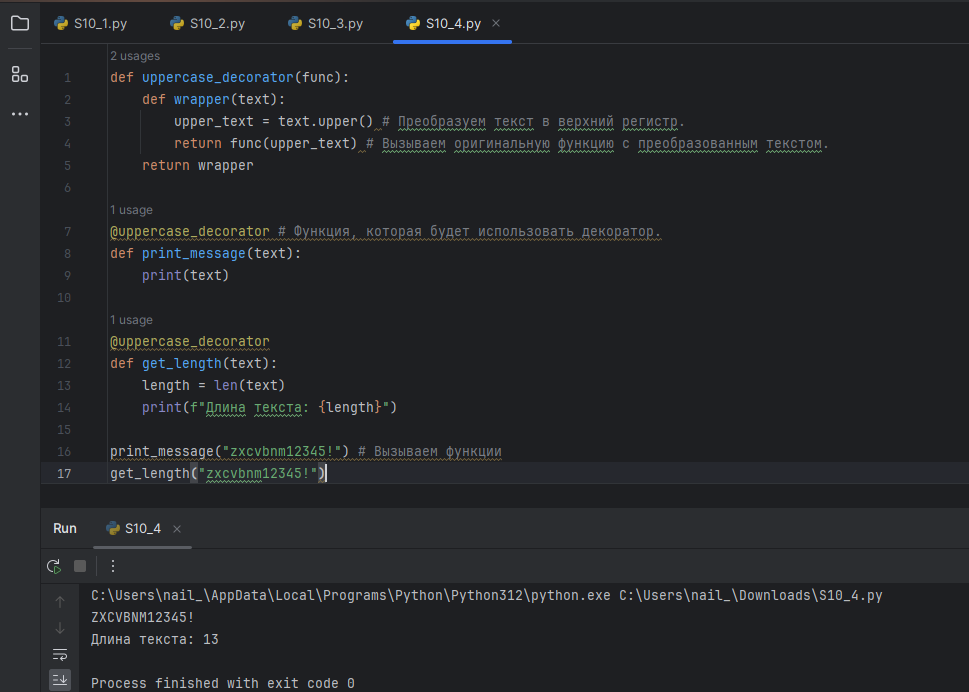 S10_1.py S10_2.py S10_3.py S10_4.py
2 usages
1 def uppercase_decorator(func):
2     def wrapper(text):
3         upper_text = text.upper() # Преобразуем текст в верхний регистр.
4         return func(upper_text) # Вызываем оригинальную функцию с преобразованным текстом.
5     return wrapper
6
1 usage
7 @uppercase_decorator # Функция, которая будет использовать декоратор.
8 def print_message(text):
9     print(text)
10
1 usage
11 @uppercase_decorator
12 def get_length(text):
13     length = len(text)
14     print(f"Длина текста: {length}")
15
16 print_message("zxcvbnm12345!") # Вызываем функции
17 get_length("zxcvbnm12345!")
Run S10_4
C:\Users\nail_\AppData\Local\Programs\Python\Python312\python.exe C:\Users\nail_\Downloads\S10_4.py
ZXCVBNM12345!
Длина текста: 13
Process finished with exit code 0